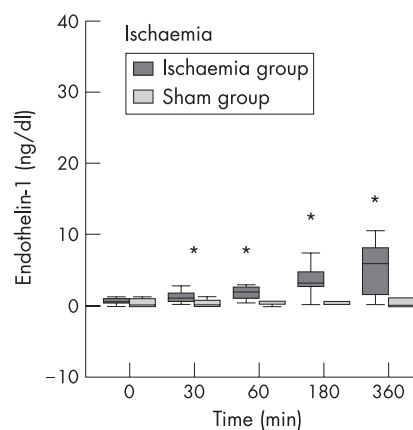 Ischaemia
Ischaemia group
Sham group
Endothelin-1 (ng/dl)
40
30
20
10
0
−10
*
*
*
*
0 30 60 180 360
Time (min)